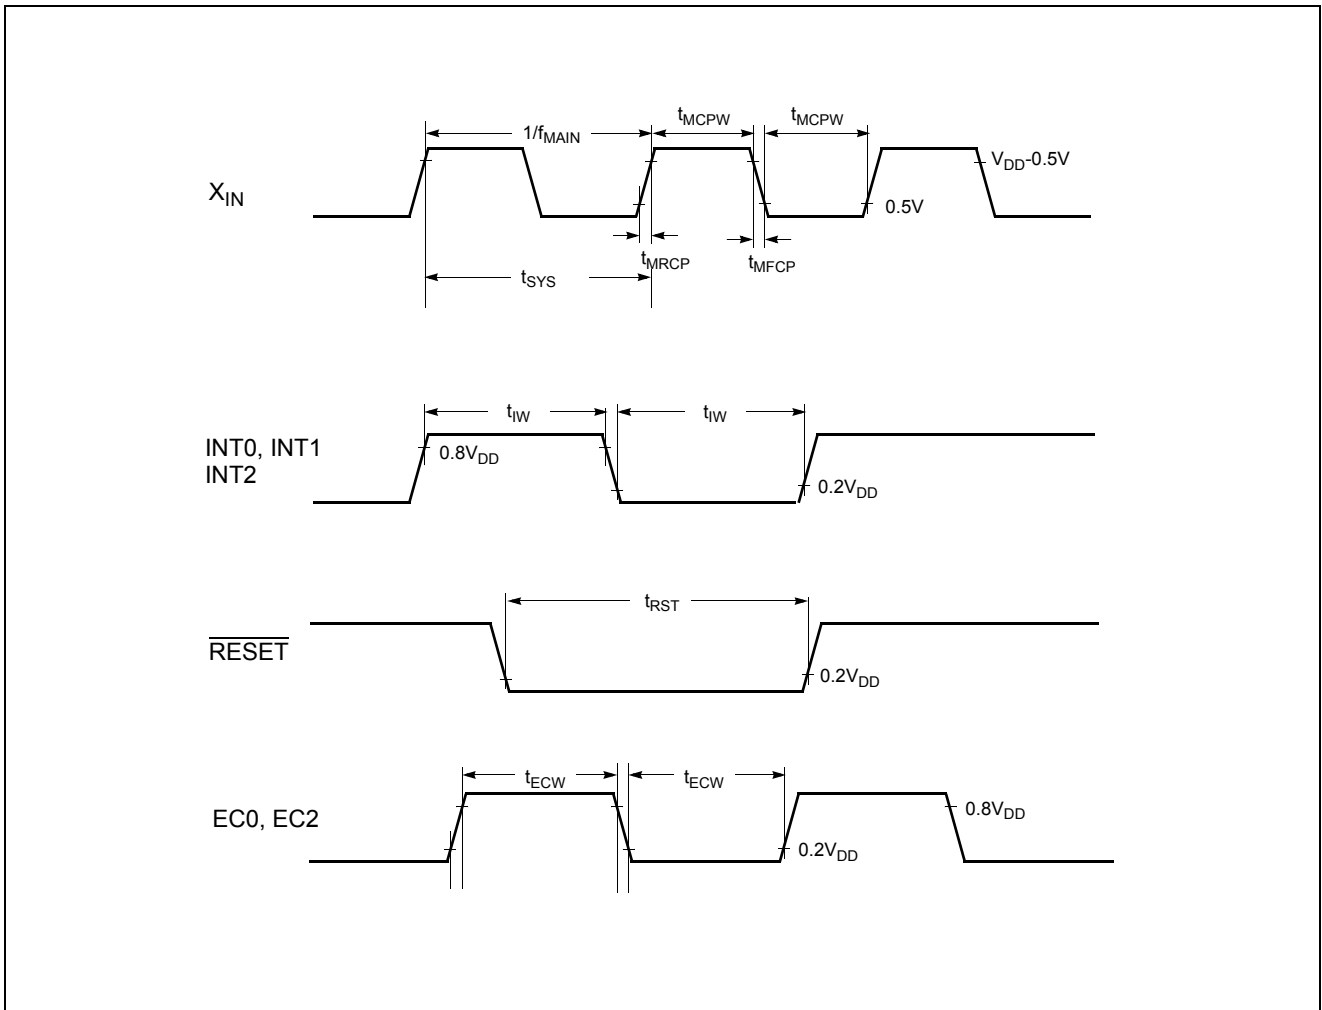 tMCPW tMCPW
1/fMAIN
VDD-0.5V
XIN
0.5V
tMRCP tMFCP
tSYS
tIW tIW
INT0, INT1
INT2
0.8VDD
0.2VDD
tRST
RESET
0.2VDD
tECW tECW
EC0, EC2
0.8VDD
0.2VDD